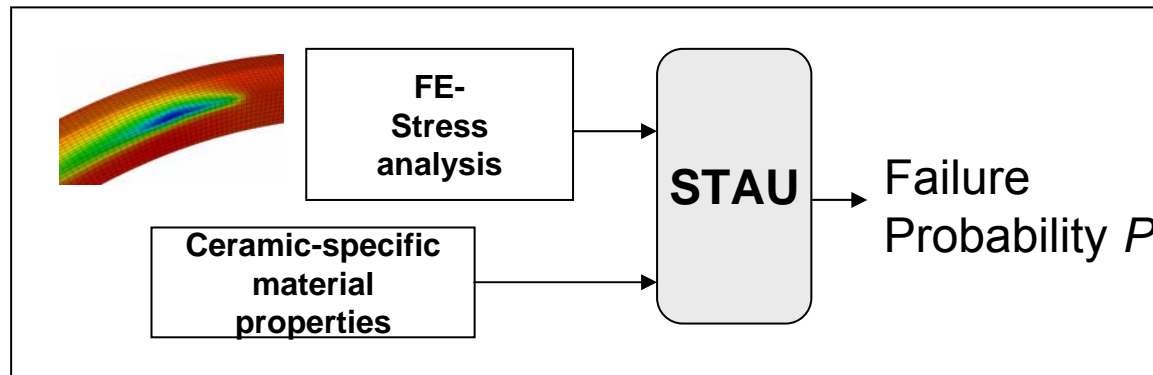 FE-
Stress
analysis
STAU
Failure
Probability P
Ceramic-specific
material
properties